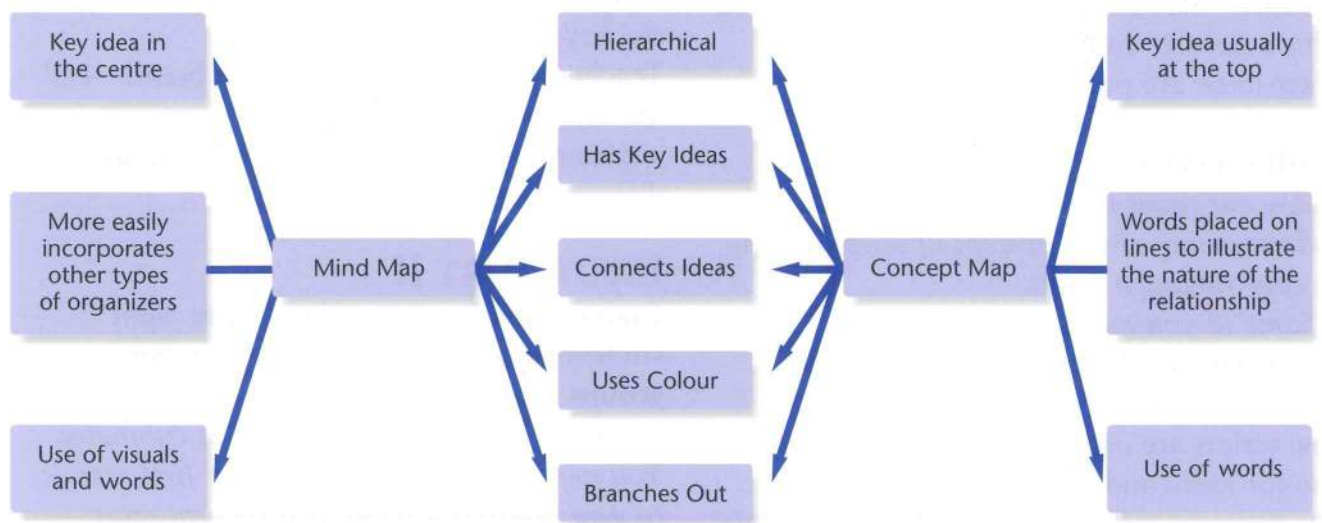 Key idea in
the centre
More easily
incorporates
other types
of organizers
Use of visuals
and words
Mind Map
Hierarchical
Has Key Ideas
Connects Ideas
Uses Colour
Branches Out
Concept Map
Key idea usually
at the top
Words placed on
lines to illustrate
the nature of the
relationship
Use of words